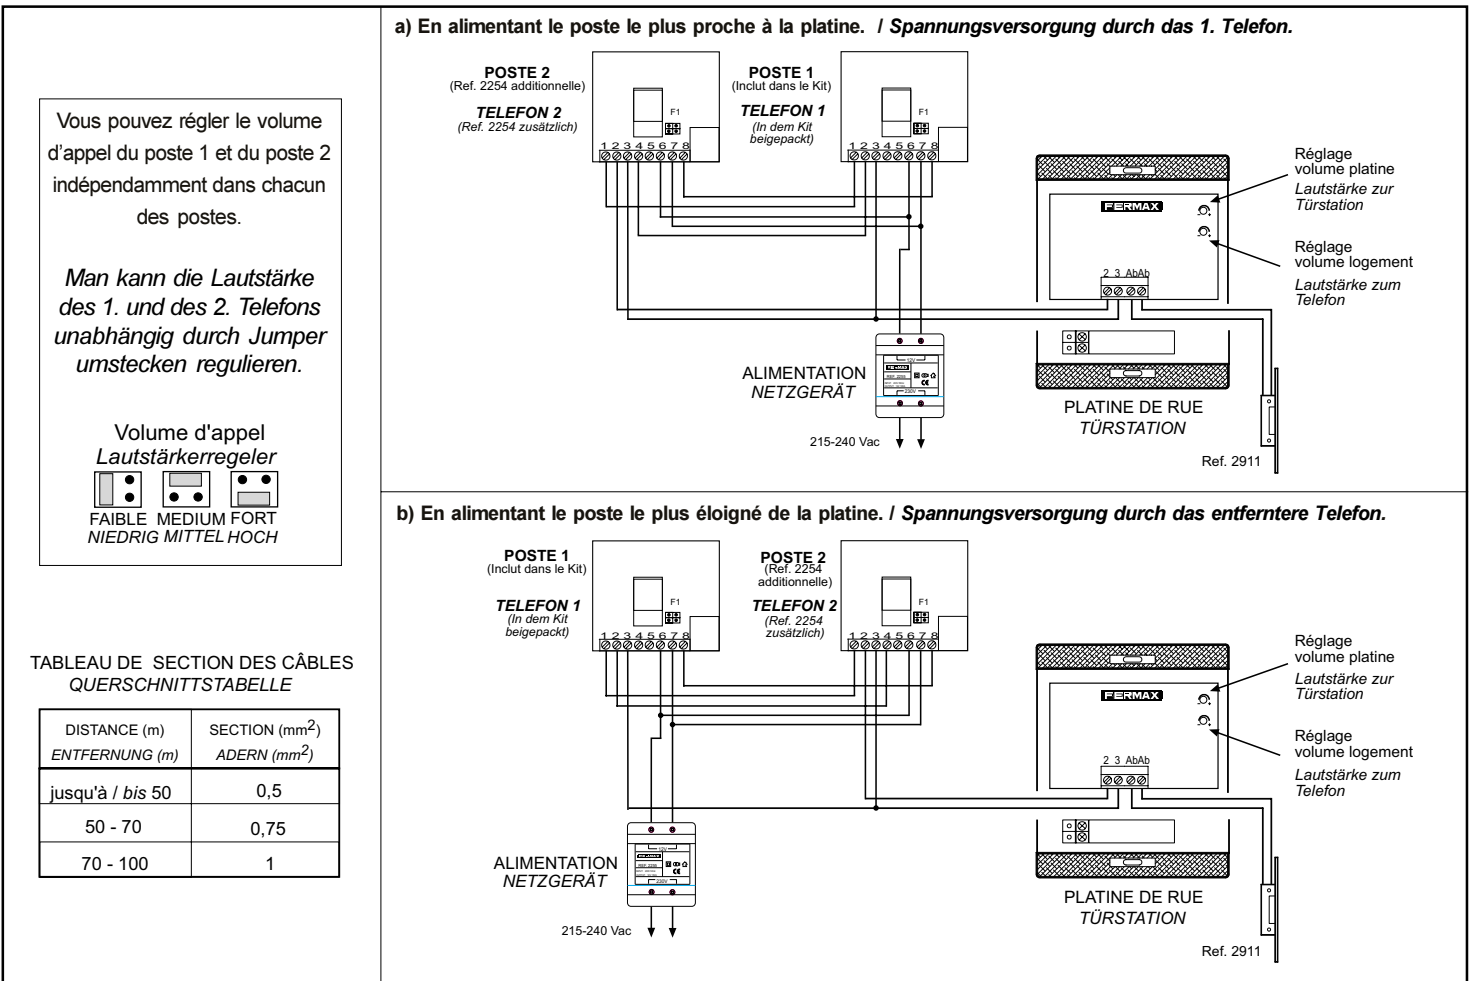 Vous pouvez régler le volume
d'appel du poste 1 et du poste 2
indépendamment dans chacun
des postes.
Man kann die Lautstärke
des 1. und des 2. Telefons
unabhängig durch Jumper
umstecken regulieren.
Volume d'appel
Lautstärkerregeler
FAIBLE MEDIUM FORT
NIEDRIG MITTEL HOCH
TABLEAU DE SECTION DES CÂBLES
QUERSCHNITTSTABELLE
DISTANCE (m) SECTION (mm2)
ENTFERNUNG (m) ADERN (mm2)
jusqu'à / bis 50 0,5
50 - 70 0,75
70 - 100 1
a) En alimentant le poste le plus proche à la platine. / Spannungsversorgung durch das 1. Telefon.
POSTE 2
(Ref. 2254 additionnelle)
TELEFON 2
(Ref. 2254 zusätzlich)
F1
1 2 3 4 5 6 7 8
POSTE 1
(Inclut dans le Kit)
TELEFON 1
(In dem Kit
beigepackt)
F1
1 2 3 4 5 6 7 8
FERMAX
2 3 AbAb
Réglage
volume platine
Lautstärke zur
Türstation
Réglage
volume logement
Lautstärke zum
Telefon
12V
FERMAX
230V
ALIMENTATION
NETZGERÄT
215-240 Vac
PLATINE DE RUE
TÜRSTATION
Ref. 2911
b) En alimentant le poste le plus éloigné de la platine. / Spannungsversorgung durch das entferntere Telefon.
POSTE 1
(Inclut dans le Kit)
TELEFON 1
(In dem Kit
beigepackt)
F1
1 2 3 4 5 6 7 8
POSTE 2
(Ref. 2254
additionnelle)
TELEFON 2
(Ref. 2254
zusätzlich)
F1
1 2 3 4 5 6 7 8
FERMAX
2 3 AbAb
Réglage
volume platine
Lautstärke zur
Türstation
Réglage
volume logement
Lautstärke zum
Telefon
12V
FERMAX
230V
ALIMENTATION
NETZGERÄT
215-240 Vac
PLATINE DE RUE
TÜRSTATION
Ref. 2911